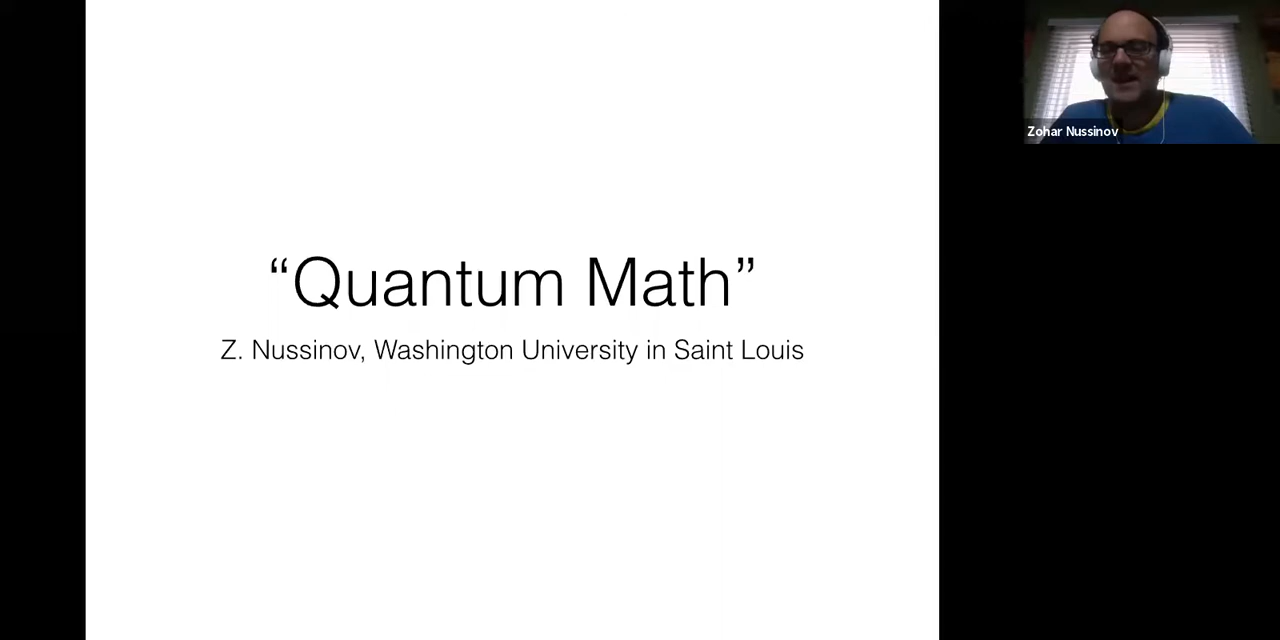 “Quantum Math”
Z. Nussinov, Washington University in Saint Louis
Zohar Nussinov